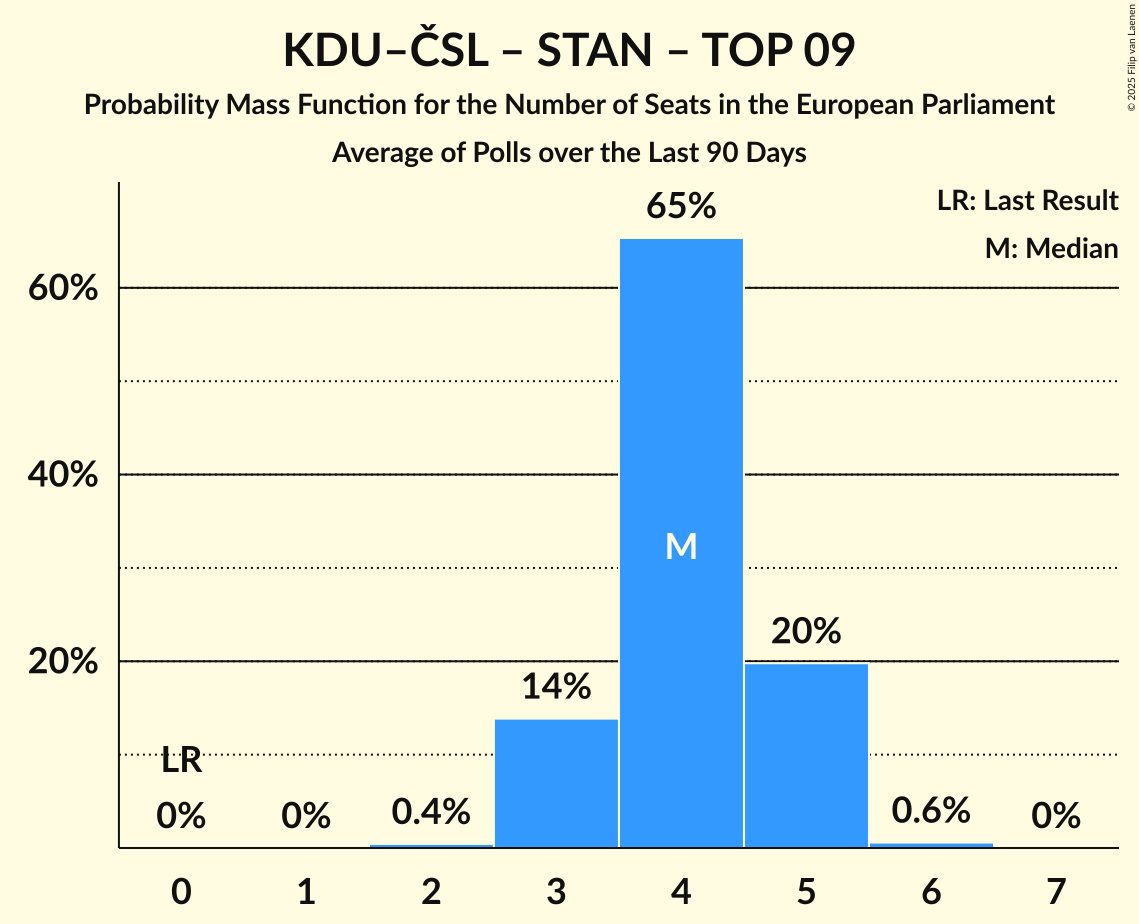 KDU–ČSL – STAN – TOP 09
Probability Mass Function for the Number of Seats in the European Parliament
Average of Polls over the Last 90 Days
© 2025 Filip van Laenen
LR: Last Result
M: Median
65%
60%
40%
M
20%
20%
14%
LR
0%
0%
0.4%
0.6%
0%
0
1
2
3
4
5
6
7